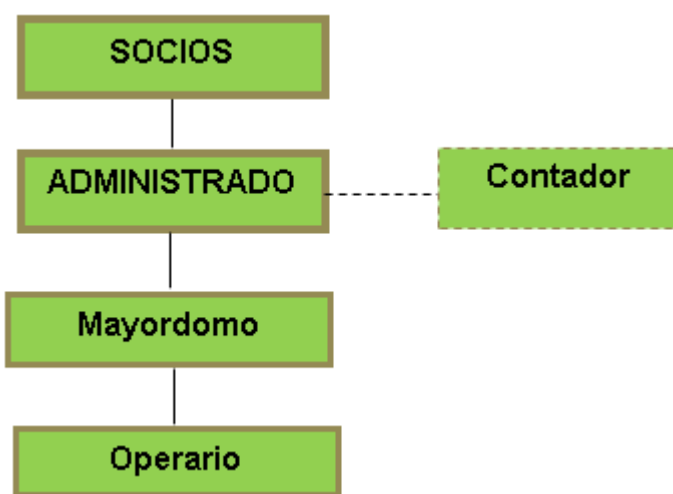 SOCIOS
ADMINISTRADO
Contador
Mayordomo
Operario